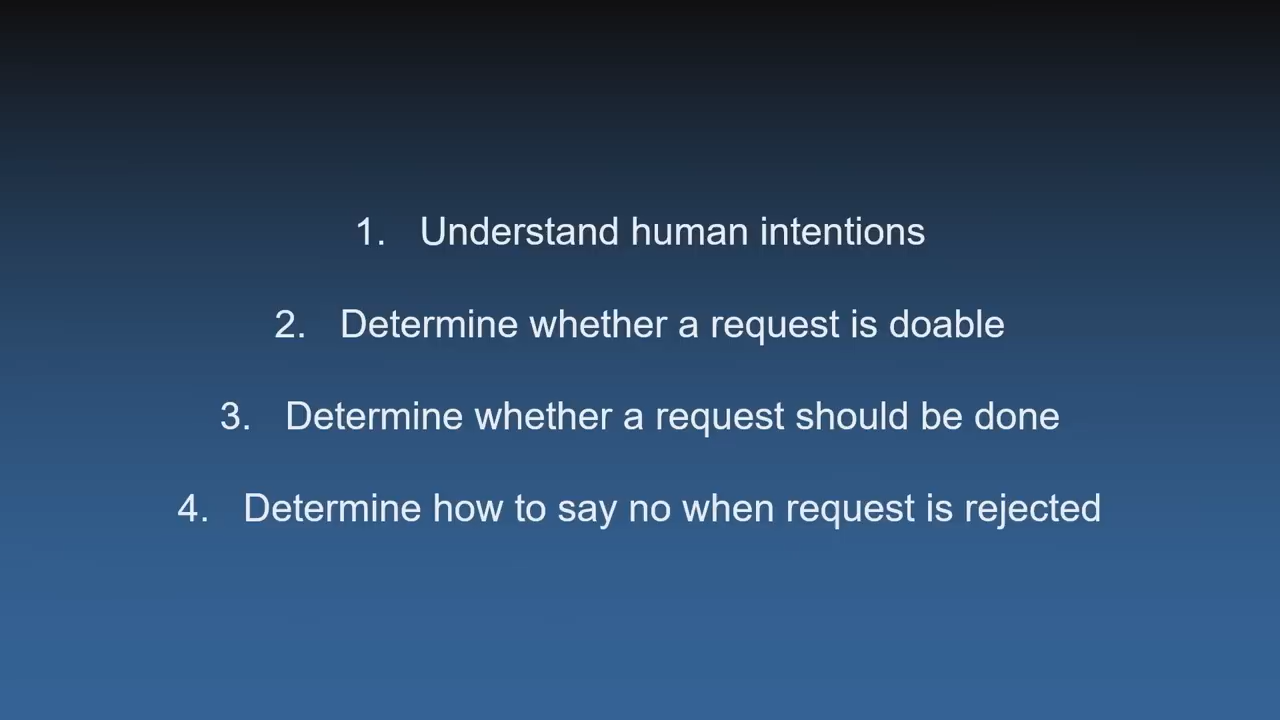 1. Understand human intentions
2. Determine whether a request is doable
3. Determine whether a request should be done
4. Determine how to say no when request is rejected